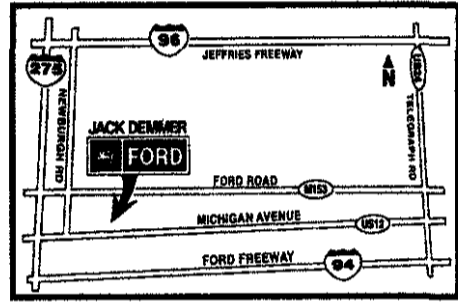 96
JEFFRIES FREEWAY
275
N
US24
NEWBURGH RD
TELEGRAPH RD
JACK DEMMER
FORD
FORD ROAD
M153
MICHIGAN AVENUE
US12
FORD FREEWAY
94